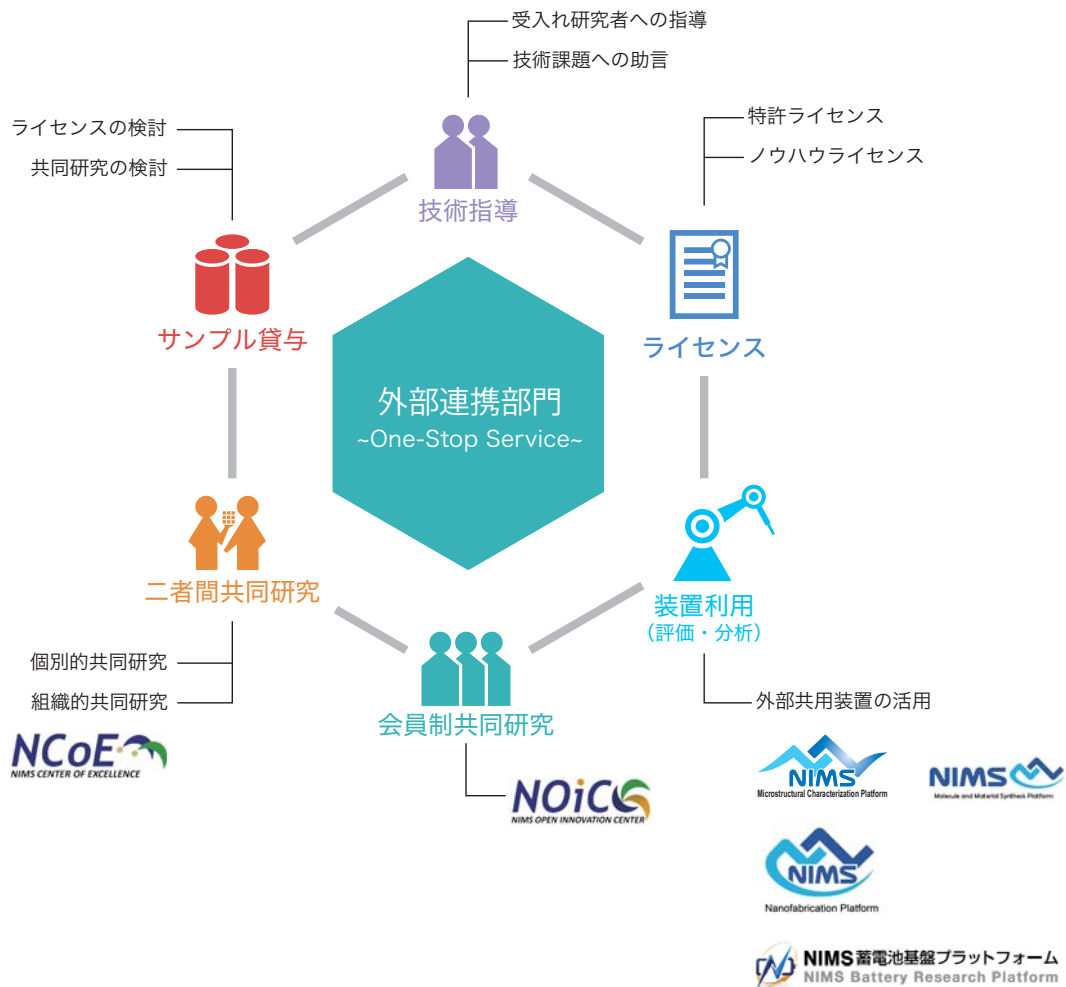 受入れ研究者への指導
技術課題への助言
ライセンスの検討
共同研究の検討
特許ライセンス
ノウハウライセンス
技術指導
サンプル貸与
ライセンス
外部連携部門
~One-Stop Service~
二者間共同研究
装置利用
（評価・分析）
個別的共同研究
組織的共同研究
会員制共同研究
外部共用装置の活用
NCoE
NIMS CENTER OF EXCELLENCE
NOiC
NIMS OPEN INNOVATION CENTER
NIMS
Microstructural Characterization Platform
NIMS
Molecule and Material Synthesis Platform
NIMS
Nanofabrication Platform
NIMS蓄電池基盤プラットフォーム
NIMS Battery Research Platform